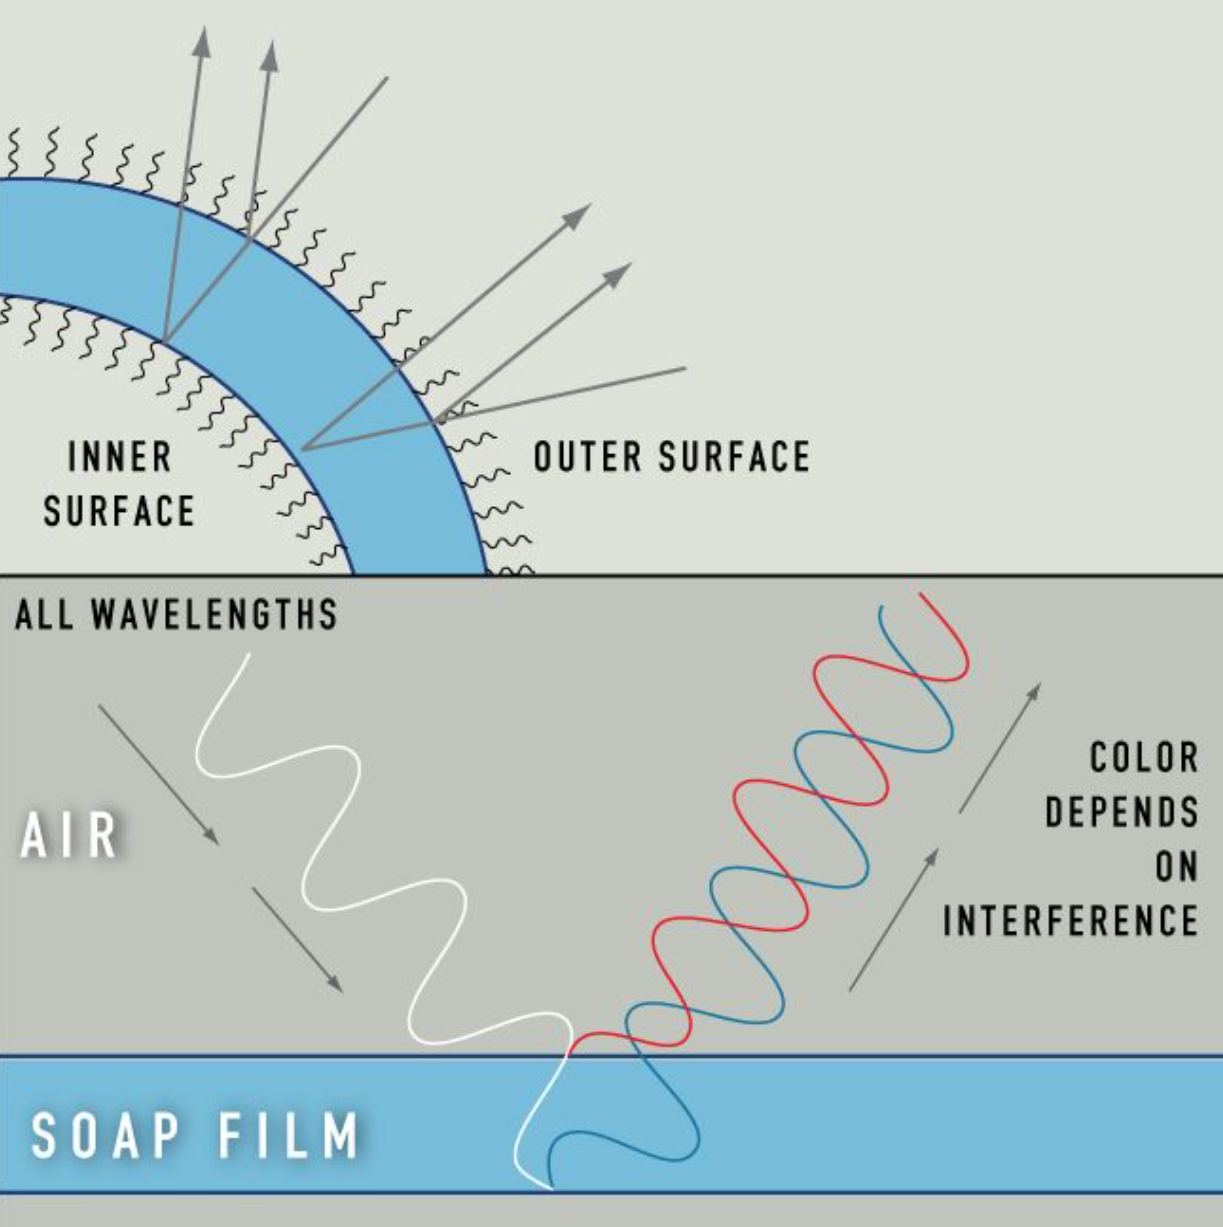 INNER
SURFACE
OUTER SURFACE
ALL WAVELENGTHS
AIR
COLOR
DEPENDS
ON
INTERFERENCE
SOAP FILM